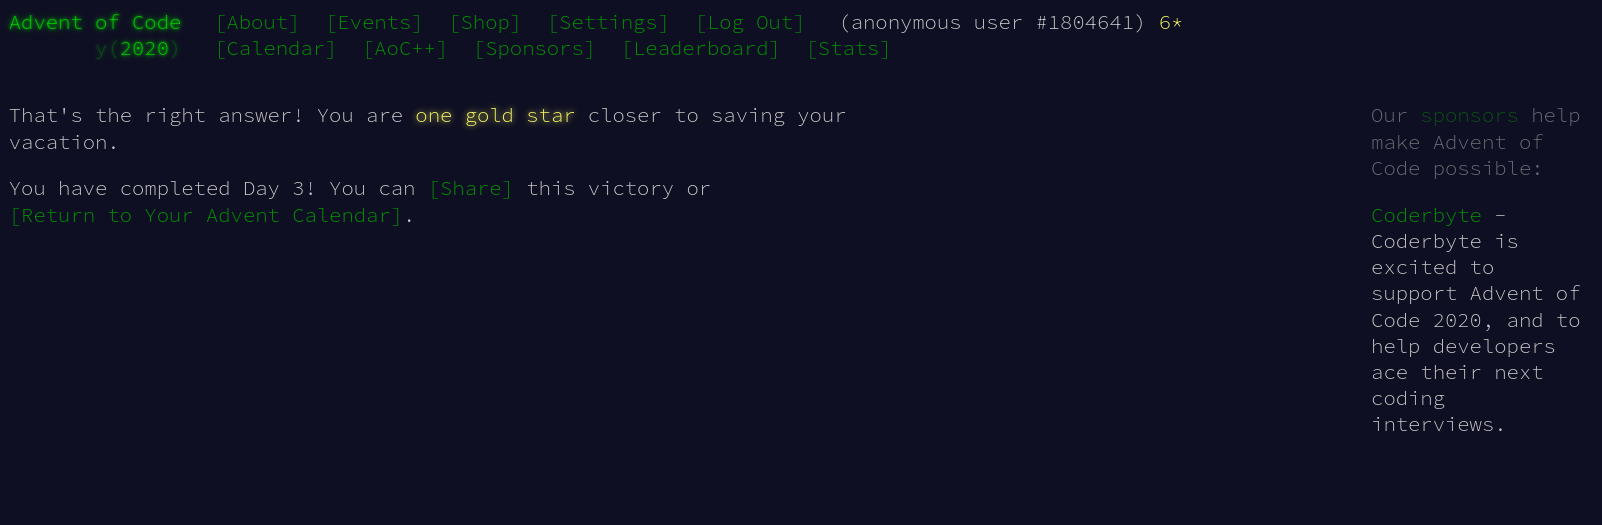 Advent of Code [About] [Events] [Shop] [Settings] [Log Out] (anonymous user #1804641) 6*
y(2020) [Calendar] [AoC++] [Sponsors] [Leaderboard] [Stats]
That's the right answer! You are one gold star closer to saving your
vacation.
You have completed Day 3! You can [Share] this victory or
[Return to Your Advent Calendar].
Our sponsors help
make Advent of
Code possible:
Coderbyte -
Coderbyte is
excited to
support Advent of
Code 2020, and to
help developers
ace their next
coding
interviews.